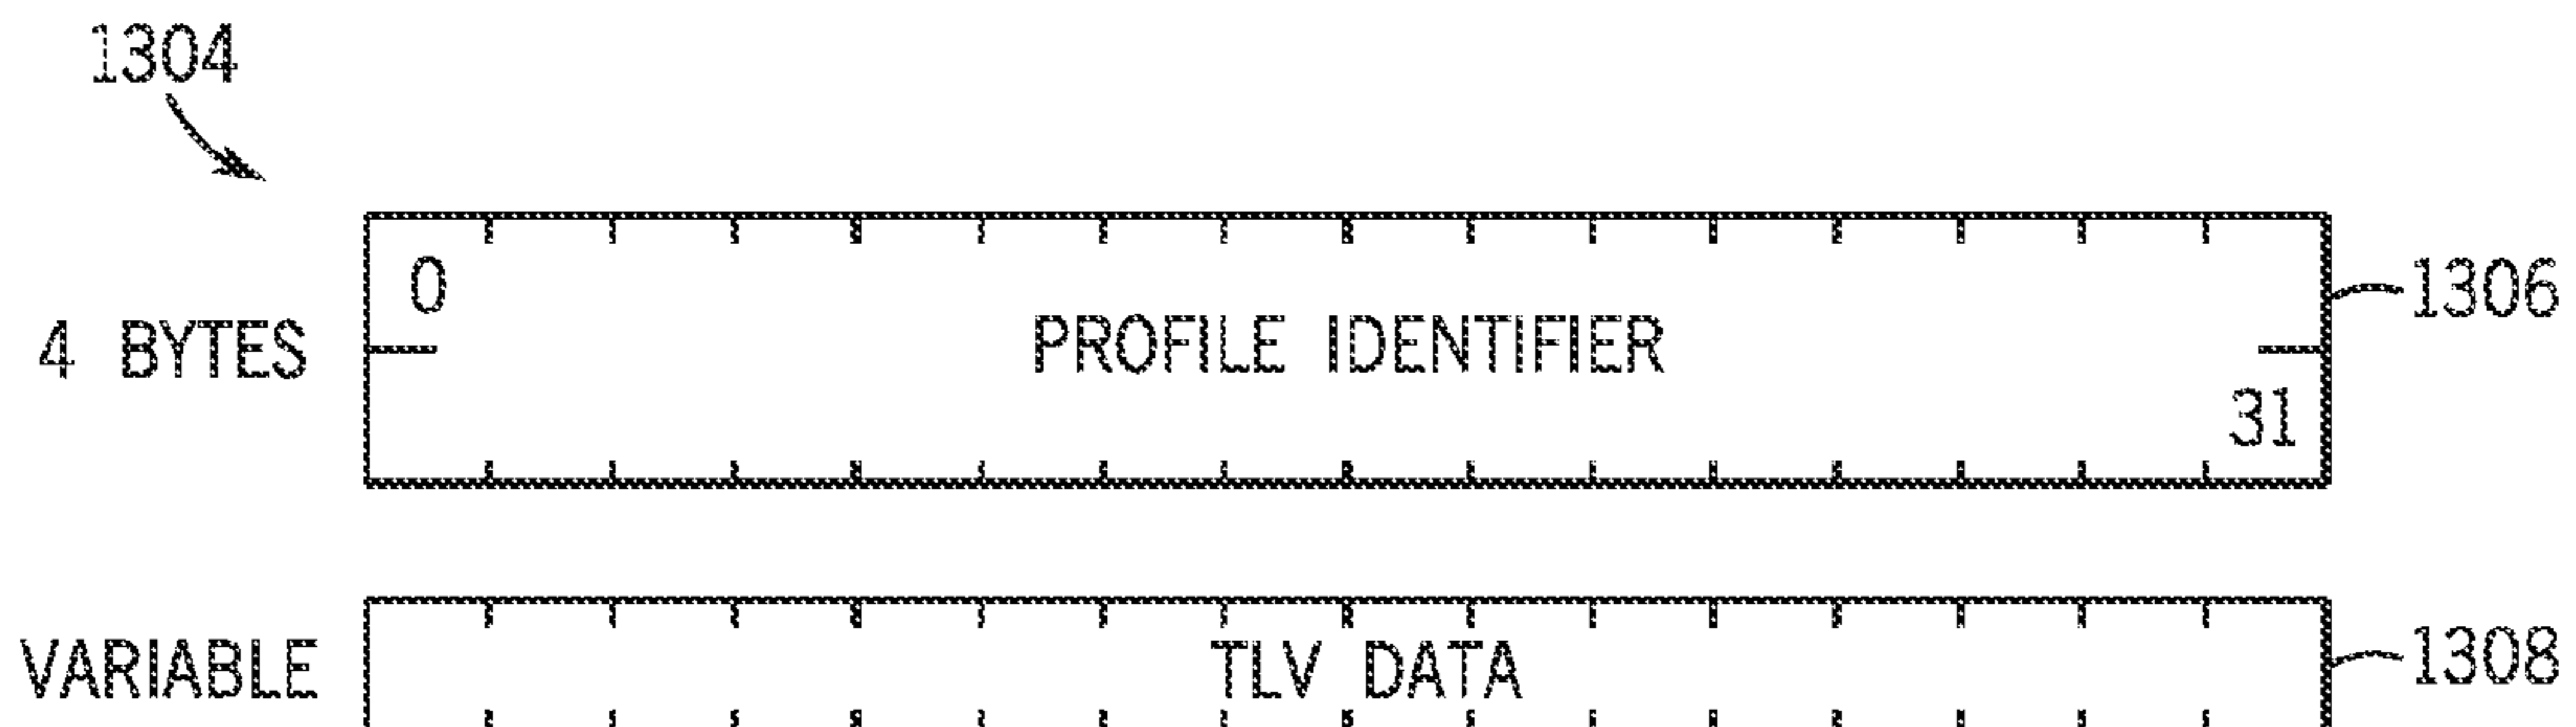 1304
0
4 BYTES PROFILE IDENTIFIER 1306
31
VARIABLE TLV DATA 1308